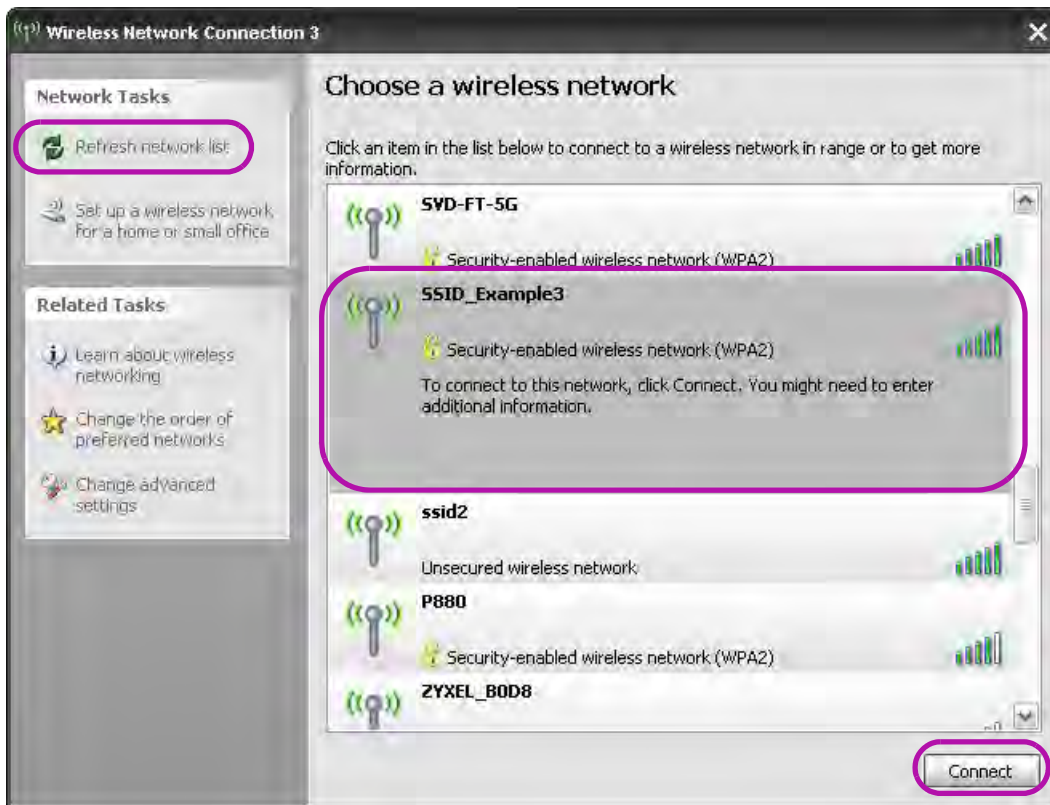 Wireless Network Connection 3
Network Tasks
Refresh network list
Set up a wireless network
for a home or small office
Related Tasks
Learn about wireless
networking
Change the order of
preferred networks
Change advanced
settings
Choose a wireless network
Click an item in the list below to connect to a wireless network in range or to get more
information.
SVD-FT-5G
Security-enabled wireless network (WPA2)
SSID_Example3
Security-enabled wireless network (WPA2)
To connect to this network, click Connect. You might need to enter
additional information.
ssid2
Unsecured wireless network
P880
Security-enabled wireless network (WPA2)
ZYXEL_B0D8
Connect